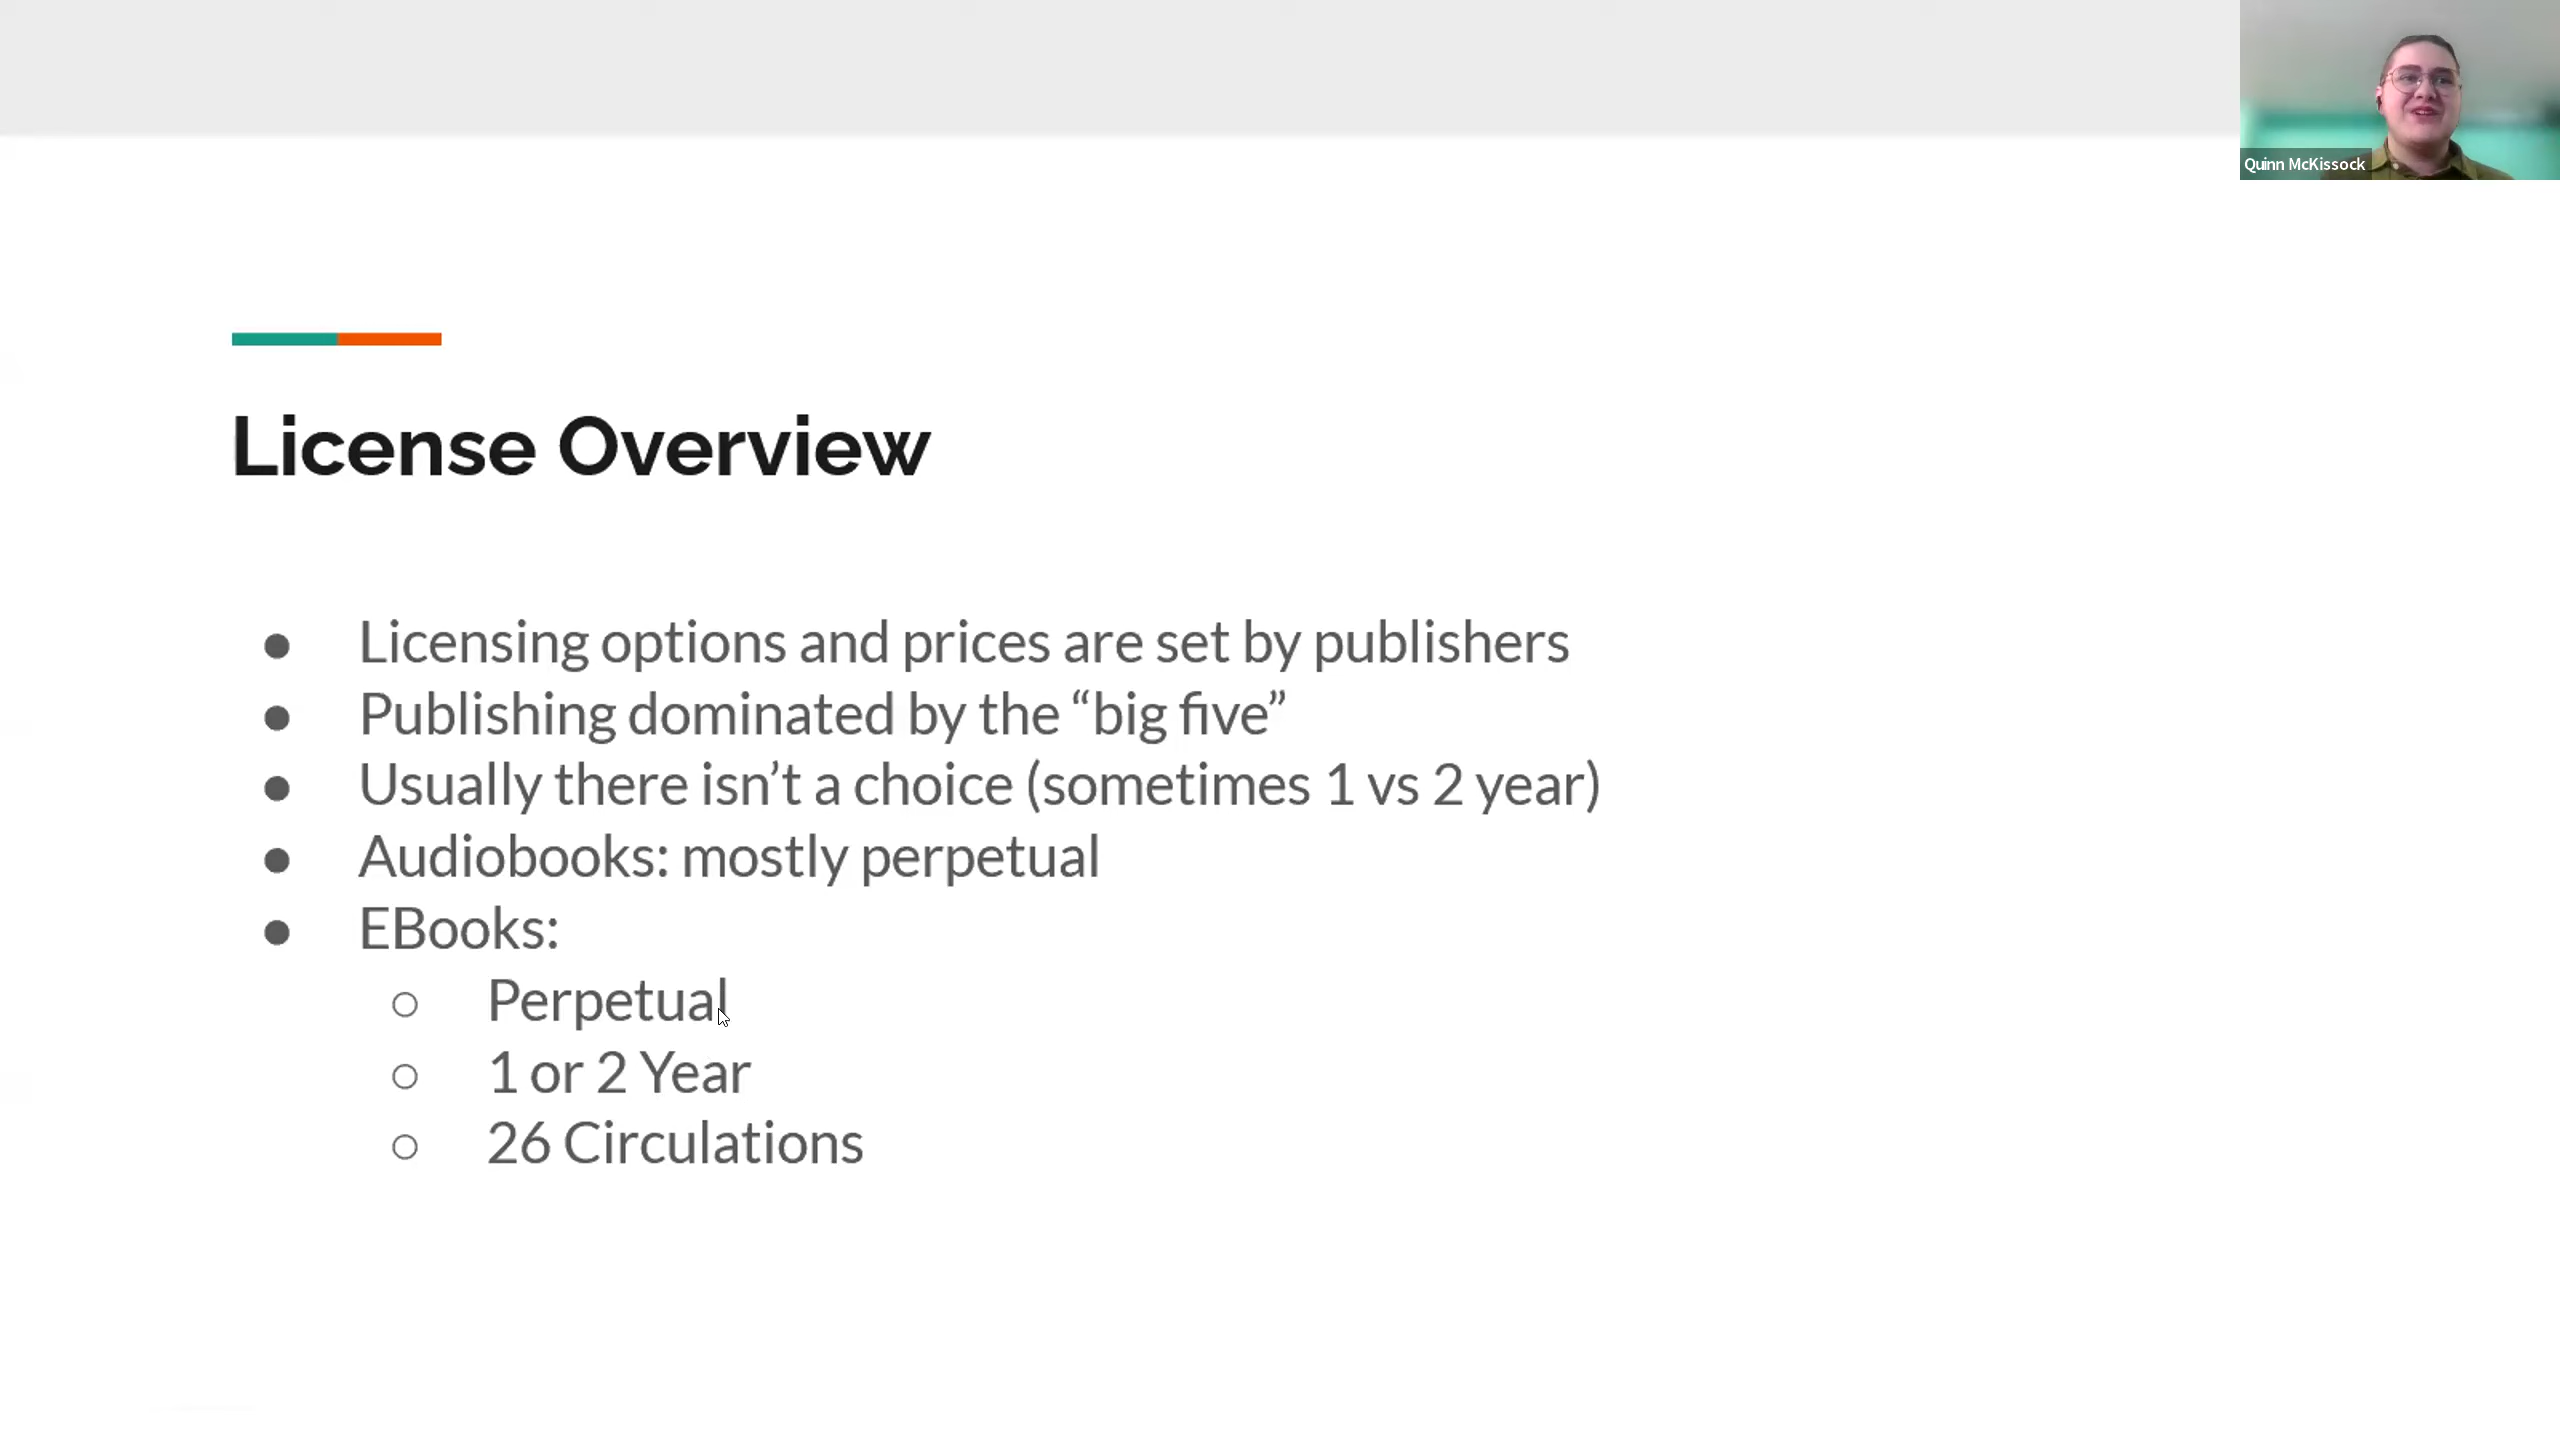 Quinn McKissock
License Overview
● Licensing options and prices are set by publishers
● Publishing dominated by the “big five”
● Usually there isn’t a choice (sometimes 1 vs 2 year)
● Audiobooks: mostly perpetual
● EBooks:
○ Perpetual
○ 1 or 2 Year
○ 26 Circulations